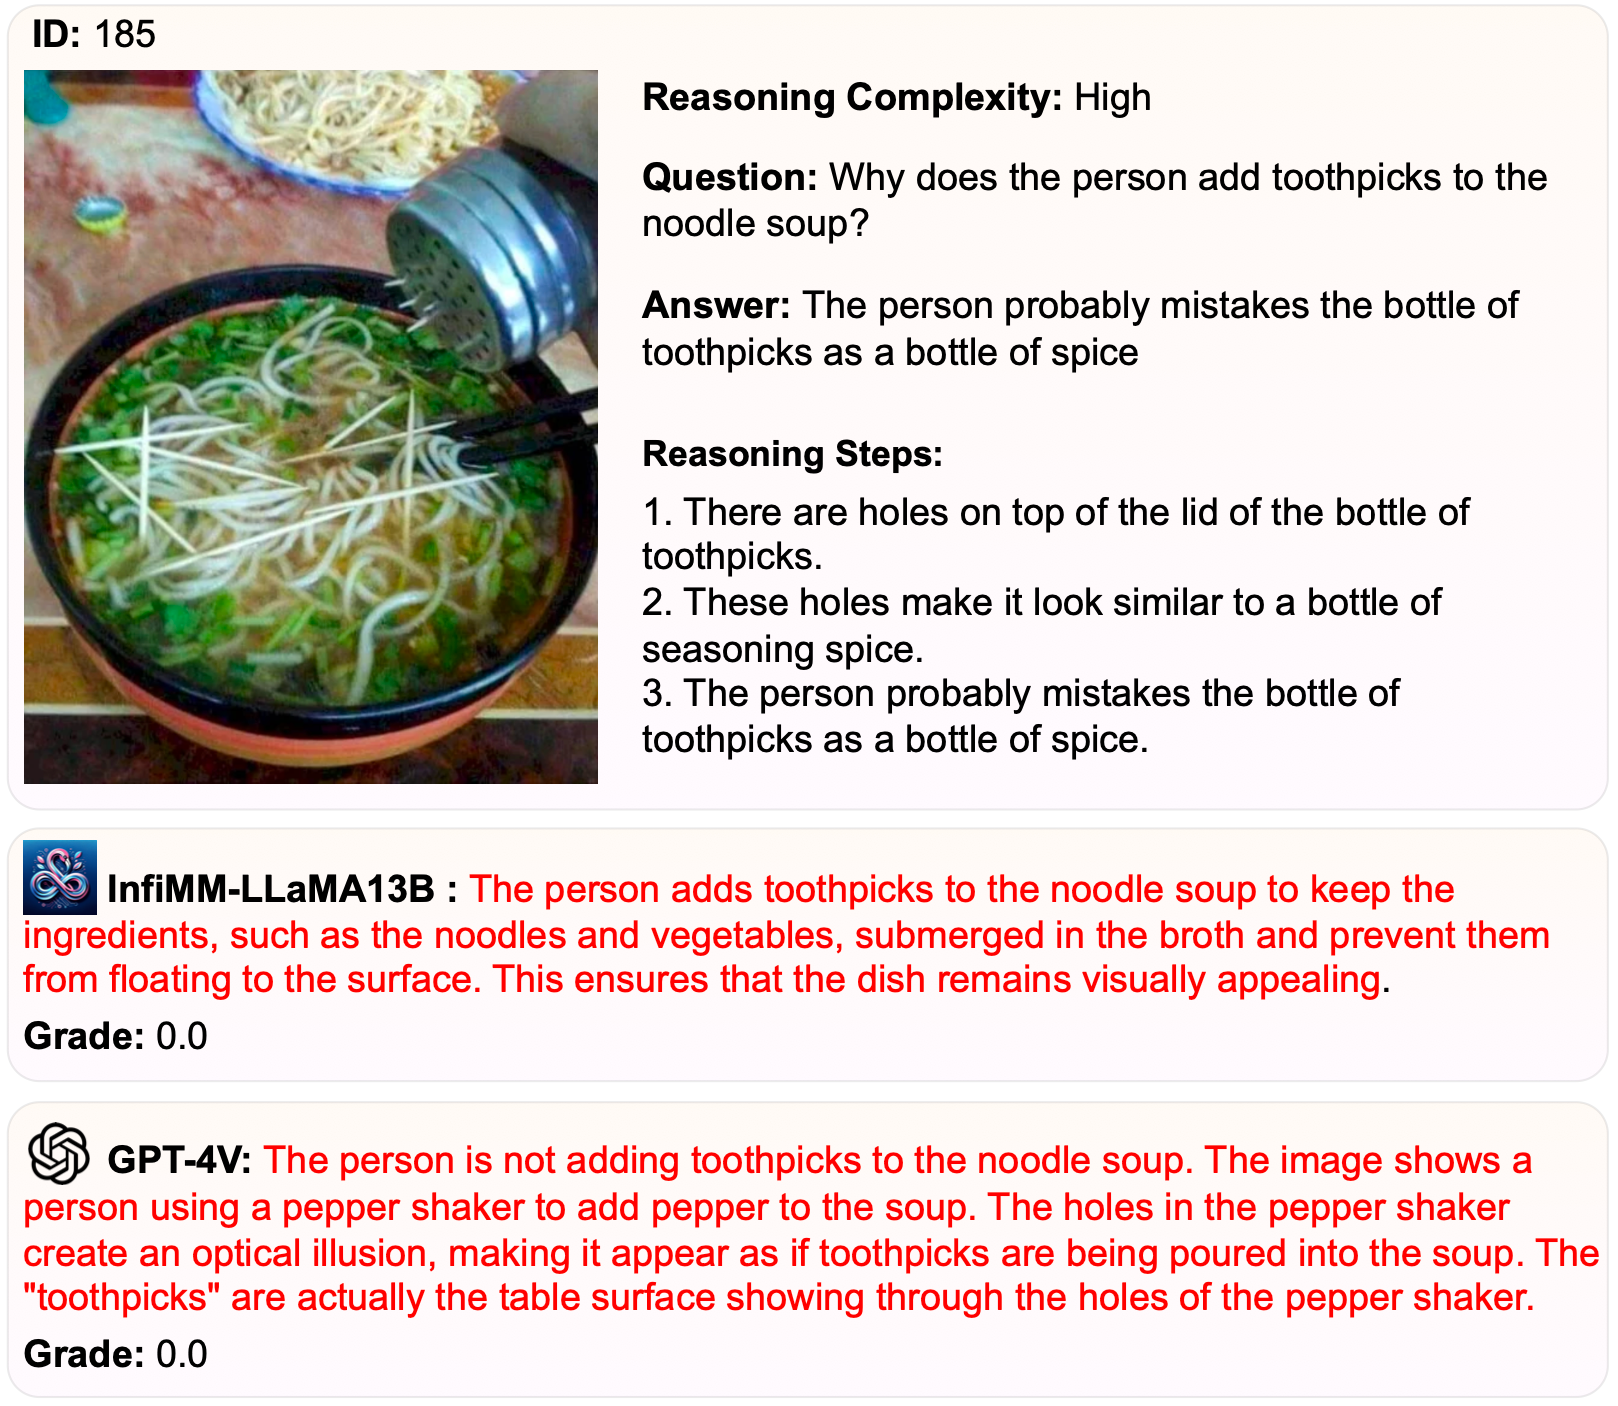 ID: 185
Reasoning Complexity: High
Question: Why does the person add toothpicks to the
noodle soup?
Answer: The person probably mistakes the bottle of
toothpicks as a bottle of spice
Reasoning Steps:
1. There are holes on top of the lid of the bottle of
toothpicks.
2. These holes make it look similar to a bottle of
seasoning spice.
3. The person probably mistakes the bottle of
toothpicks as a bottle of spice.
InfiMM-LLaMA13B : The person adds toothpicks to the noodle soup to keep the
ingredients, such as the noodles and vegetables, submerged in the broth and prevent them
from floating to the surface. This ensures that the dish remains visually appealing.
Grade: 0.0
GPT-4V: The person is not adding toothpicks to the noodle soup. The image shows a
person using a pepper shaker to add pepper to the soup. The holes in the pepper shaker
create an optical illusion, making it appear as if toothpicks are being poured into the soup. The
"toothpicks" are actually the table surface showing through the holes of the pepper shaker.
Grade: 0.0